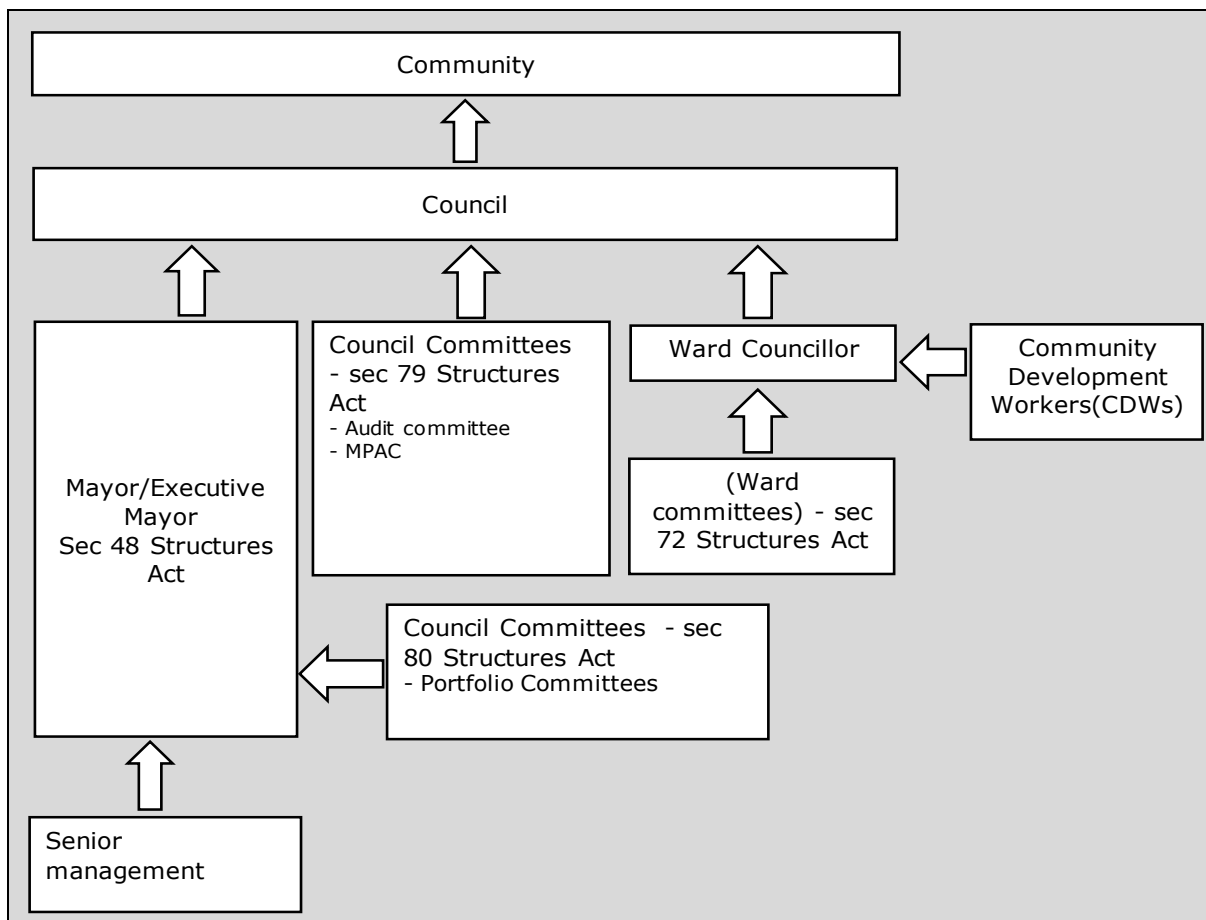 Community
Council
Mayor/Executive
Mayor
Sec 48 Structures
Act
Council Committees
- sec 79 Structures
Act
- Audit committee
- MPAC
Ward Councillor
Community
Development
Workers(CDWs)
(Ward
committees) - sec
72 Structures Act
Council Committees - sec
80 Structures Act
- Portfolio Committees
Senior
management